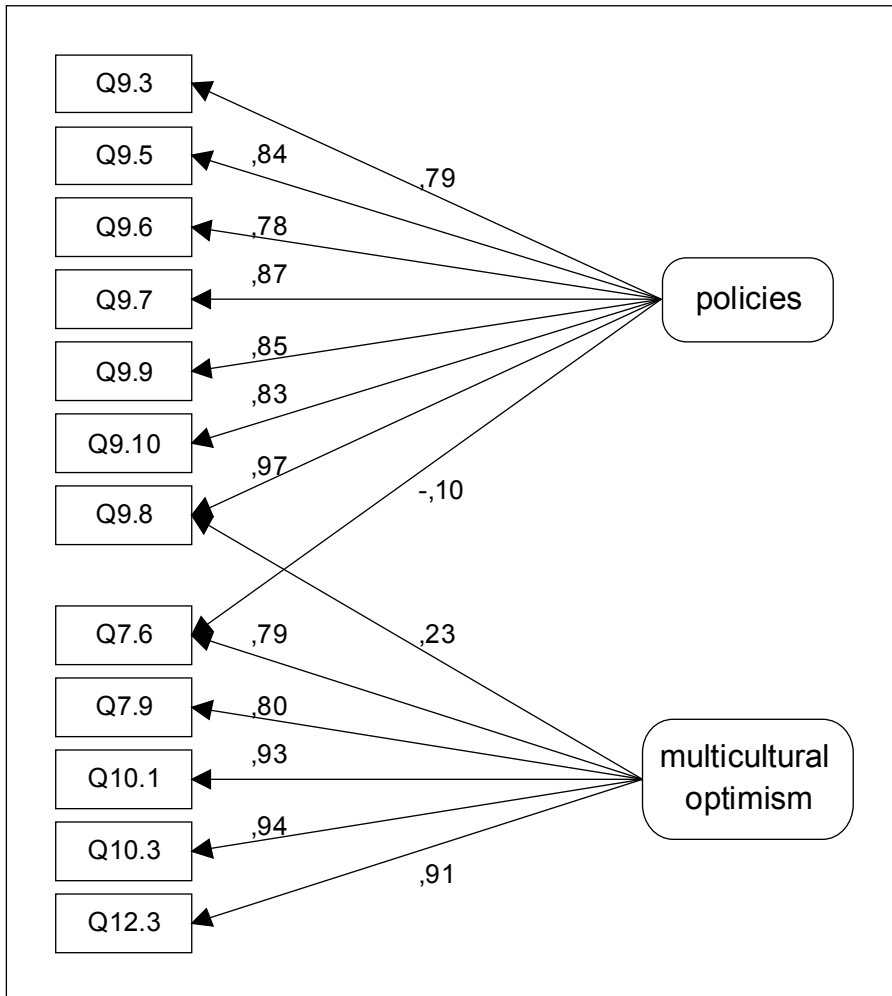 Q9.3
Q9.5
,84
,79
Q9.6
,78
Q9.7
,87
policies
Q9.9
,85
Q9.10
,83
Q9.8
,97
-,10
Q7.6
,79
,23
Q7.9
,80
Q10.1
,93
multicultural
optimism
Q10.3
,94
,91
Q12.3